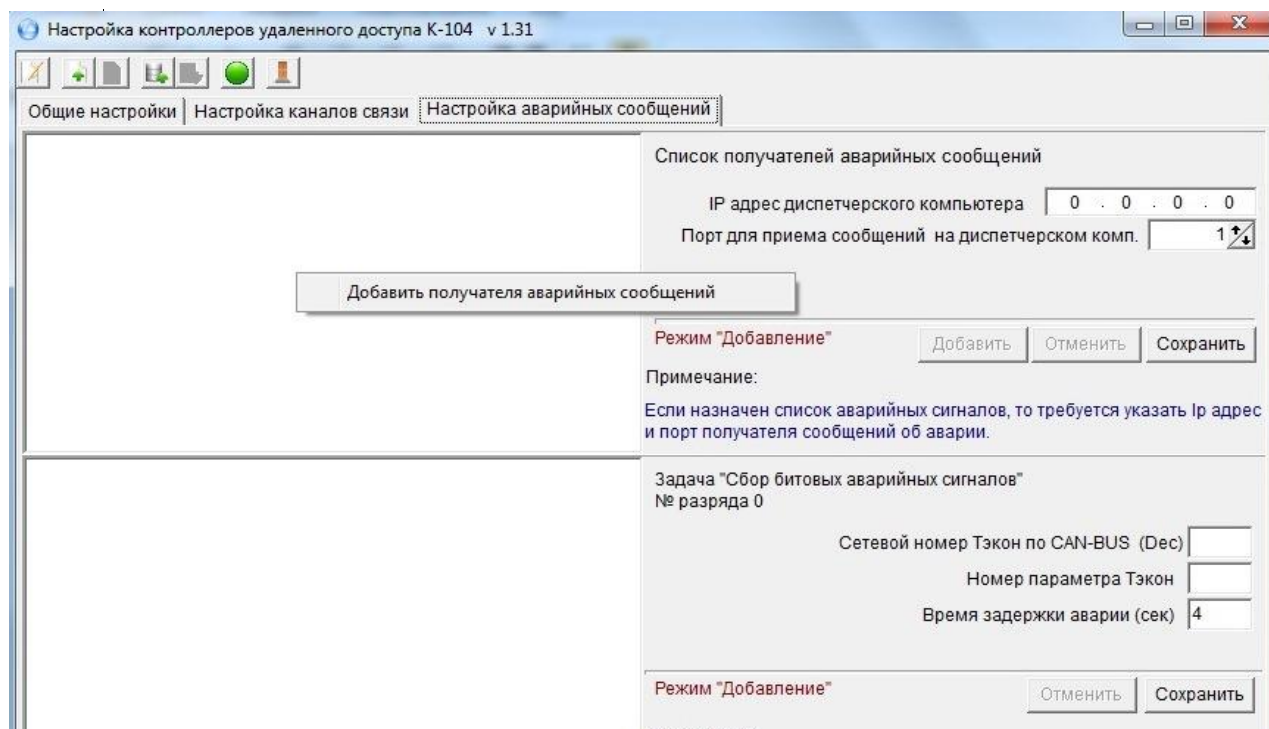 Настройка контроллеров удаленного доступа К-104 v 1.31
Общие настройки Настройка каналов связи Настройка аварийных сообщений
Список получателей аварийных сообщений
IP адрес диспетчерского компьютера 0 . 0 . 0 . 0
Порт для приема сообщений на диспетчерском комп. 1
Добавить получателя аварийных сообщений
Режим "Добавление" Добавить Отменить Сохранить
Примечание:
Если назначен список аварийных сигналов, то требуется указать Ip адрес
и порт получателя сообщений об аварии.
Задача "Сбор битовых аварийных сигналов"
№ разряда 0
Сетевой номер Тэкон по CAN-BUS (Dec)
Номер параметра Тэкон
Время задержки аварии (сек) 4
Режим "Добавление" Отменить Сохранить